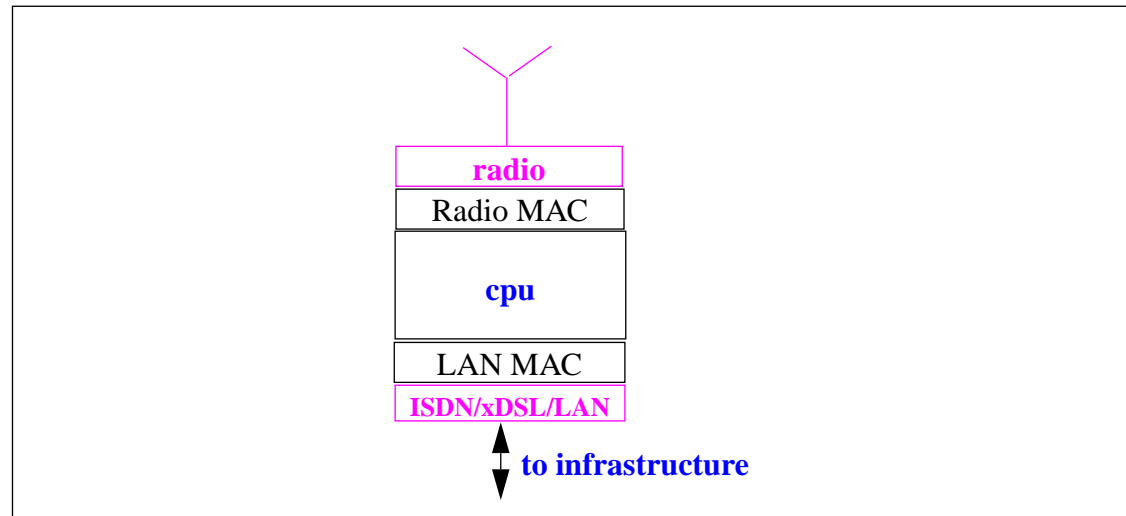 radio
Radio MAC
cpu
LAN MAC
ISDN/xDSL/LAN
to infrastructure